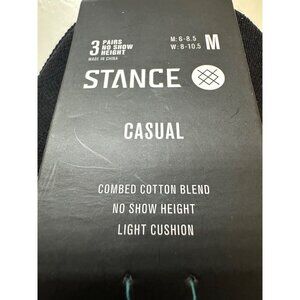 3 PAIRS
NO SHOW
HEIGHT
MADE IN CHINA
M: 6-8.5
W: 8-10.5
M
STANCE
CASUAL
COMBED COTTON BLEND
NO SHOW HEIGHT
LIGHT CUSHION